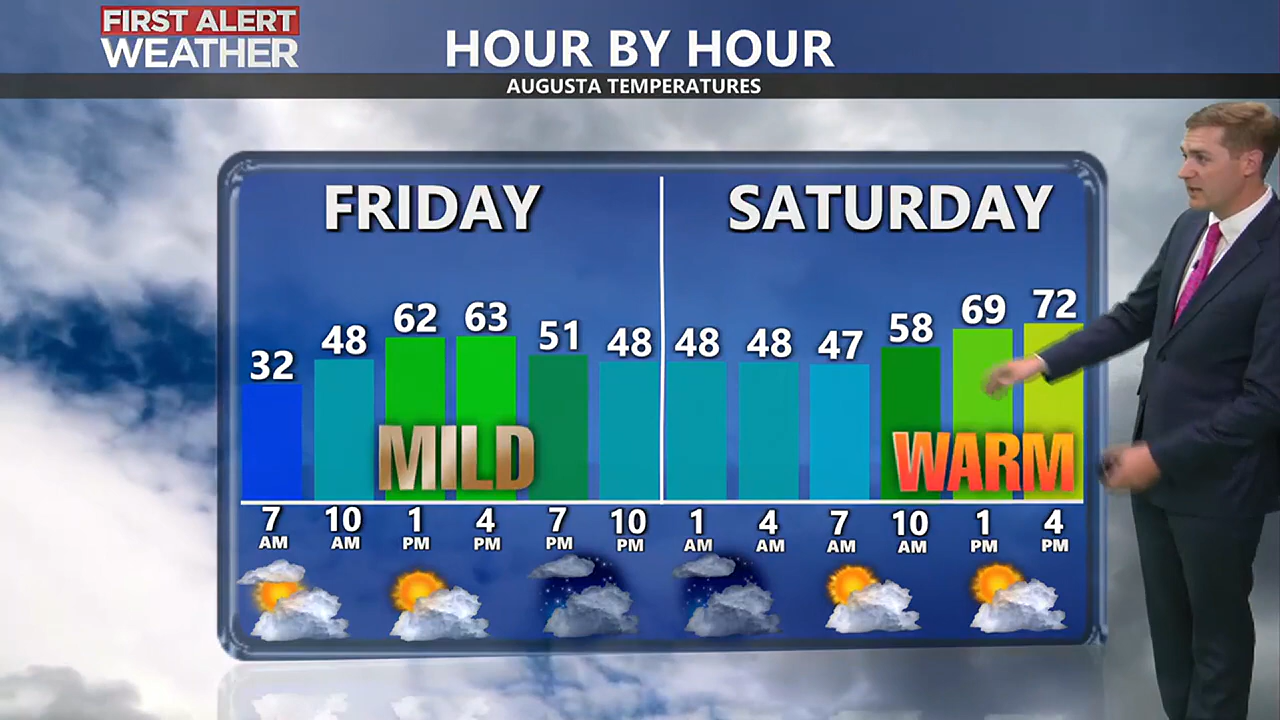 FIRST ALERT
WEATHER
HOUR BY HOUR
AUGUSTA TEMPERATURES
FRIDAY
SATURDAY
32 48 62 63 51 48 48 48 47 58 69 72
MILD
WARM
7 10 1 4 7 10 1 4 7 10 1 4
AM AM PM PM PM PM AM AM AM AM PM PM